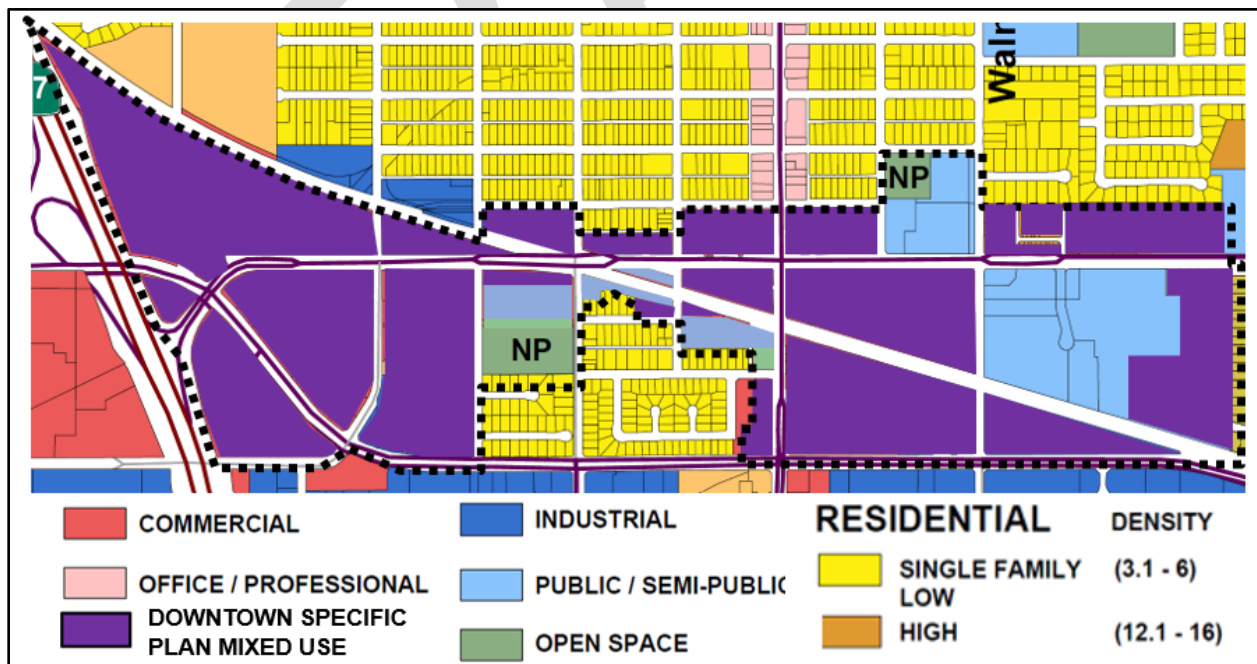 Walr
7
NP
NP
COMMERCIAL
INDUSTRIAL
RESIDENTIAL
DENSITY
OFFICE / PROFESSIONAL
PUBLIC / SEMI-PUBLIC
SINGLE FAMILY
LOW
(3.1 - 6)
DOWNTOWN SPECIFIC
PLAN MIXED USE
OPEN SPACE
HIGH
(12.1 - 16)